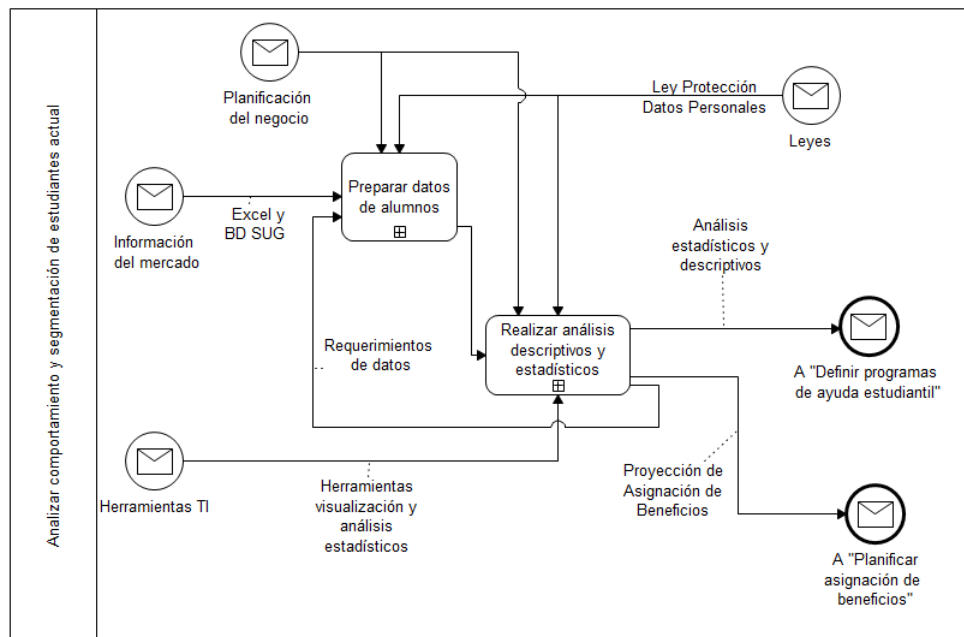 Analizar comportamiento y segmentación de estudiantes actual
Planificación
del negocio
Ley Protección
Datos Personales
Leyes
Preparar datos
de alumnos
Excel y
BD SUG
Información
del mercado
Análisis
estadísticos y
descriptivos
Realizar análisis
descriptivos y
estadísticos
Requerimientos
de datos
A "Definir programas
de ayuda estudiantil"
Herramientas TI
Herramientas
visualización y
análisis
estadísticos
Proyección de
Asignación de
Beneficios
A "Planificar
asignación de
beneficios"